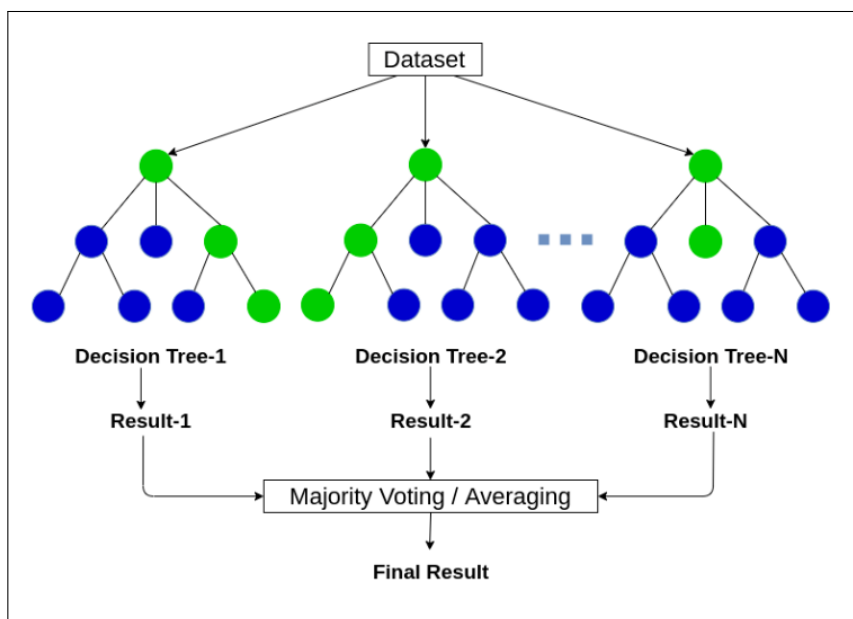 Dataset
Decision Tree-1
Decision Tree-2
Decision Tree-N
Result-1
Result-2
Result-N
Majority Voting / Averaging
Final Result